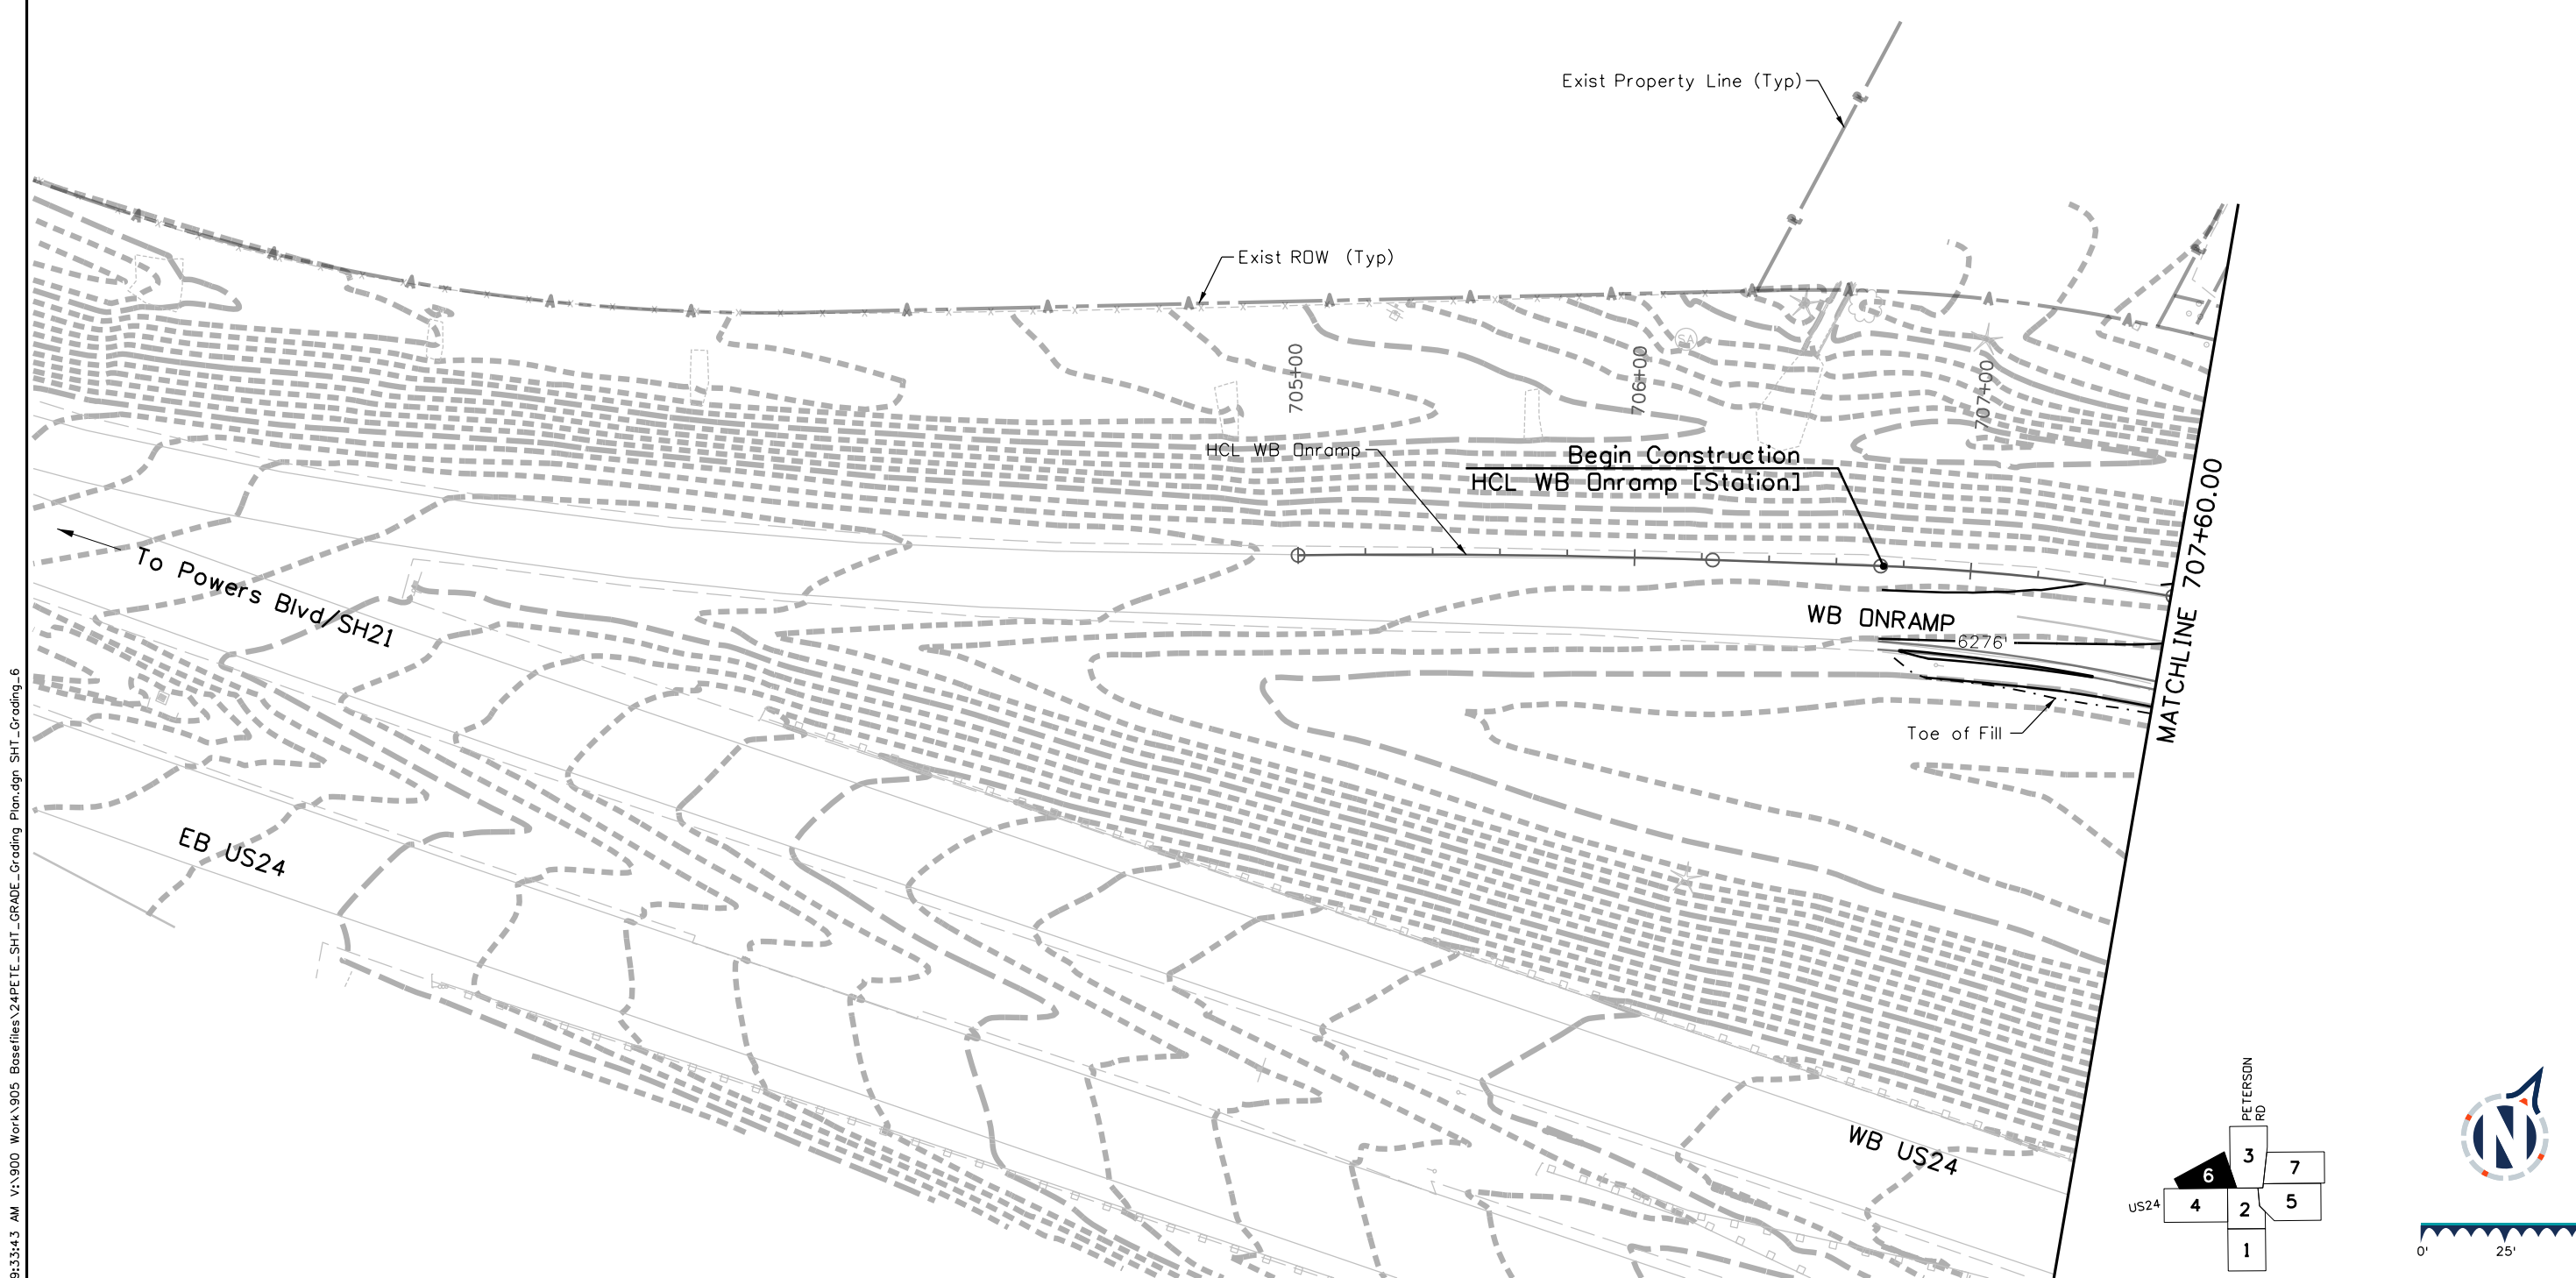 Exist Property Line (Typ)
Exist ROW (Typ)
SA
705+00
706+00
707+00
HCL WB Onramp
Begin Construction
HCL WB Onramp [Station]
MATCHLINE 707+60.00
To Powers Blvd/SH21
WB ONRAMP
6276'
Toe of Fill
EB US24
WB US24
9:33:43 AM V:\900 Work\905 Basefiles\24PETE_SHT_GRADE_Grading Plan.dgn SHT_Grading_6
PETERSON
RD
3
7
6
US24
4
2
5
1
N
0'
25'